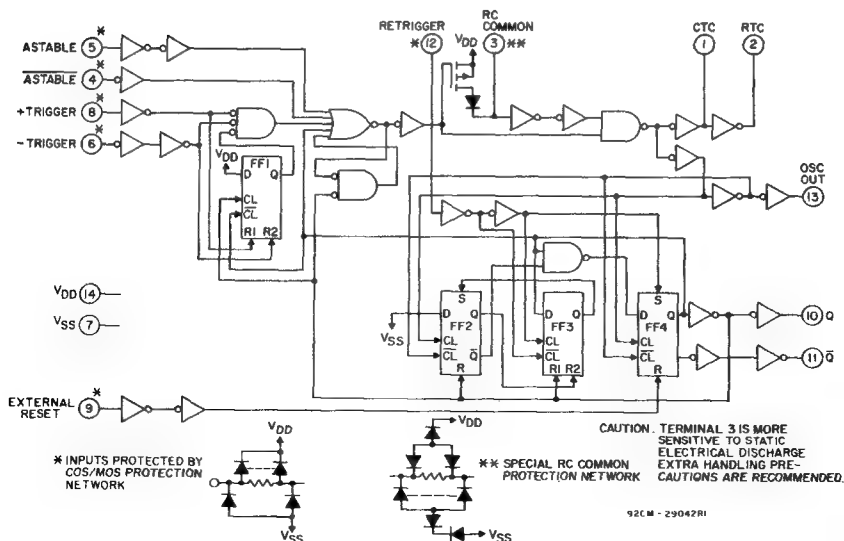 RETRIGGER
* 12
RC
COMMON
3 **
CTC
1
RTC
2
ASTABLE
5 *
ASTABLE
4 *
+TRIGGER
8 *
- TRIGGER
6 *
VDD
VDD
FF1
D Q
CL
CL
R1 R2
OSC
OUT
13
VDD 14
VSS
7
S
D Q
FF2
CL
CL Q
R
VSS
D Q
FF3
CL
R1 R2
S
D Q
FF4
CL
CL
R
10 Q
11 Q
EXTERNAL
RESET
9 *
* INPUTS PROTECTED BY
COS/MOS PROTECTION
NETWORK
VDD
VSS
VDD
VSS
** SPECIAL RC COMMON
PROTECTION NETWORK
CAUTION. TERMINAL 3 IS MORE
SENSITIVE TO STATIC
ELECTRICAL DISCHARGE
EXTRA HANDLING PRE-
CAUTIONS ARE RECOMMENDED.
92CM - 29042R1